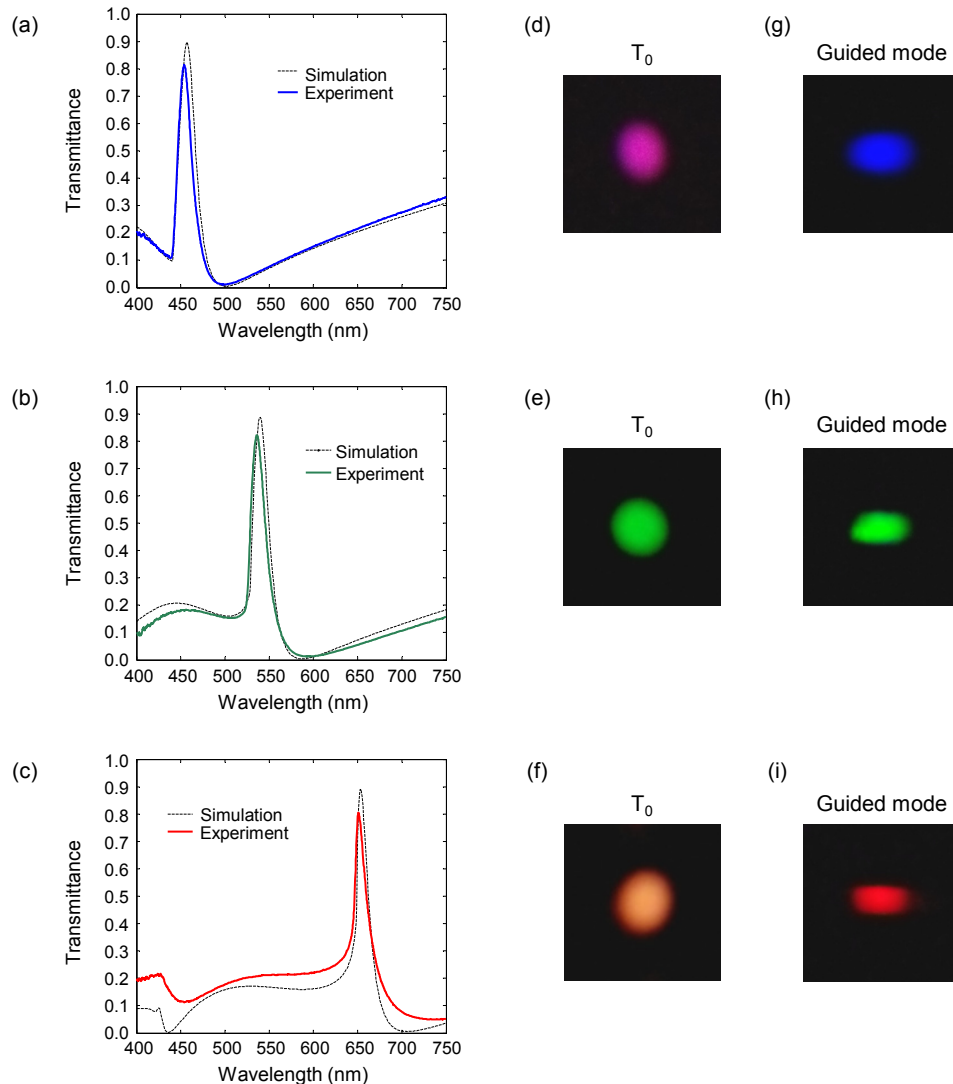 (a)
1.0
0.9
0.8
0.7
0.6
0.5
0.4
0.3
0.2
0.1
0.0
400 450 500 550 600 650 700 750
Transmittance
Wavelength (nm)
Simulation
Experiment
(d)
T0
(g)
Guided mode
(b)
1.0
0.9
0.8
0.7
0.6
0.5
0.4
0.3
0.2
0.1
0.0
400 450 500 550 600 650 700 750
Transmittance
Wavelength (nm)
Simulation
Experiment
(e)
T0
(h)
Guided mode
(c)
1.0
0.9
0.8
0.7
0.6
0.5
0.4
0.3
0.2
0.1
0.0
400 450 500 550 600 650 700 750
Transmittance
Wavelength (nm)
Simulation
Experiment
(f)
T0
(i)
Guided mode